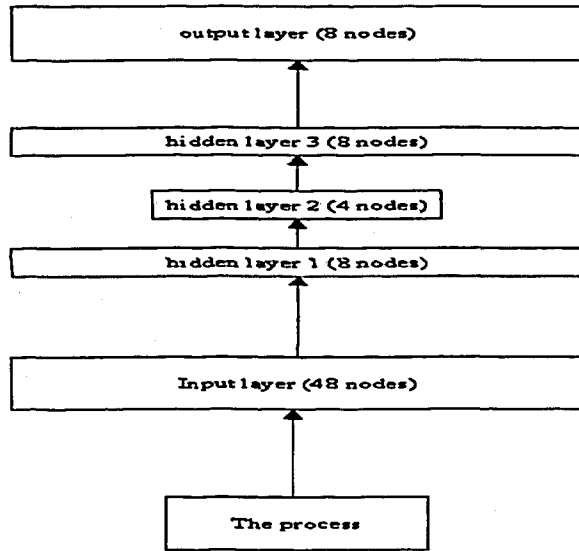 output layer (8 nodes)
hidden layer 3 (8 nodes)
hidden layer 2 (4 nodes)
hidden layer 1 (8 nodes)
Input layer (48 nodes)
The process